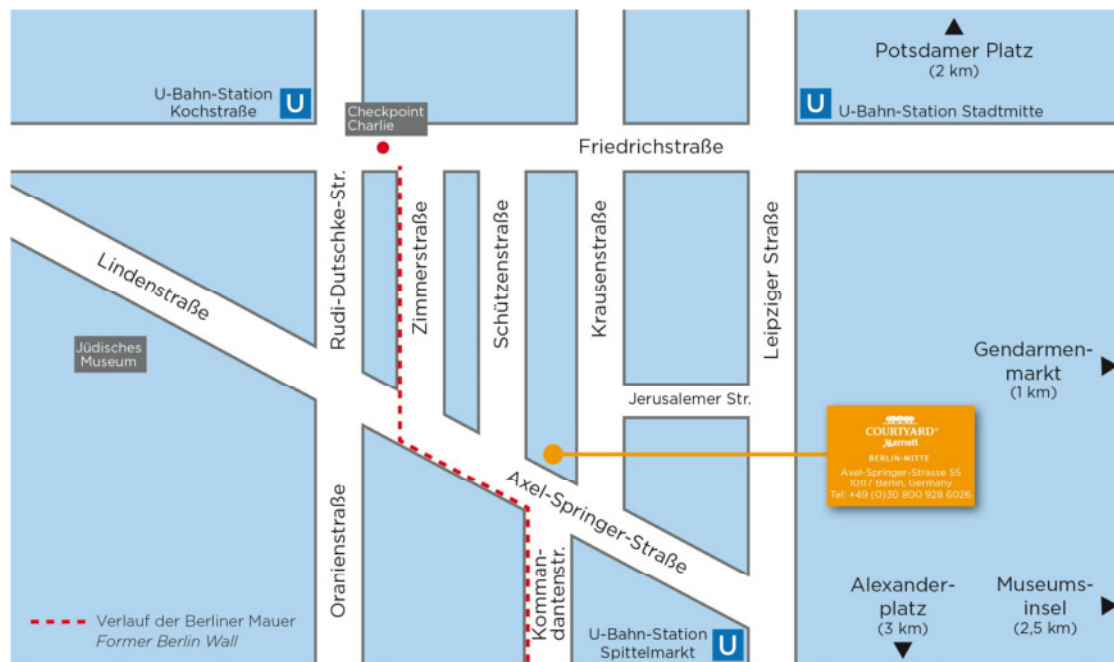 Potsdamer Platz
(2 km)
U-Bahn-Station
Kochstraße
U
Checkpoint
Charlie
U
U-Bahn-Station Stadtmitte
Friedrichstraße
Lindenstraße
Rudi-Dutschke-Str.
Zimmerstraße
Schützenstraße
Krausenstraße
Leipziger Straße
Jüdisches
Museum
Gendarmen-
markt
(1 km)
Jerusalemer Str.
COURTYARD®
Marriott
BERLIN-MITTE
Axel-Springer-Strasse 55
10117 Berlin, Germany
Tel: +49 (0)30 800 928 6026
Axel-Springer-Straße
Oranienstraße
Komman-
dantenstr.
Alexander-
platz
(3 km)
Museums-
insel
(2,5 km)
Verlauf der Berliner Mauer
Former Berlin Wall
U-Bahn-Station
Spittelmarkt
U